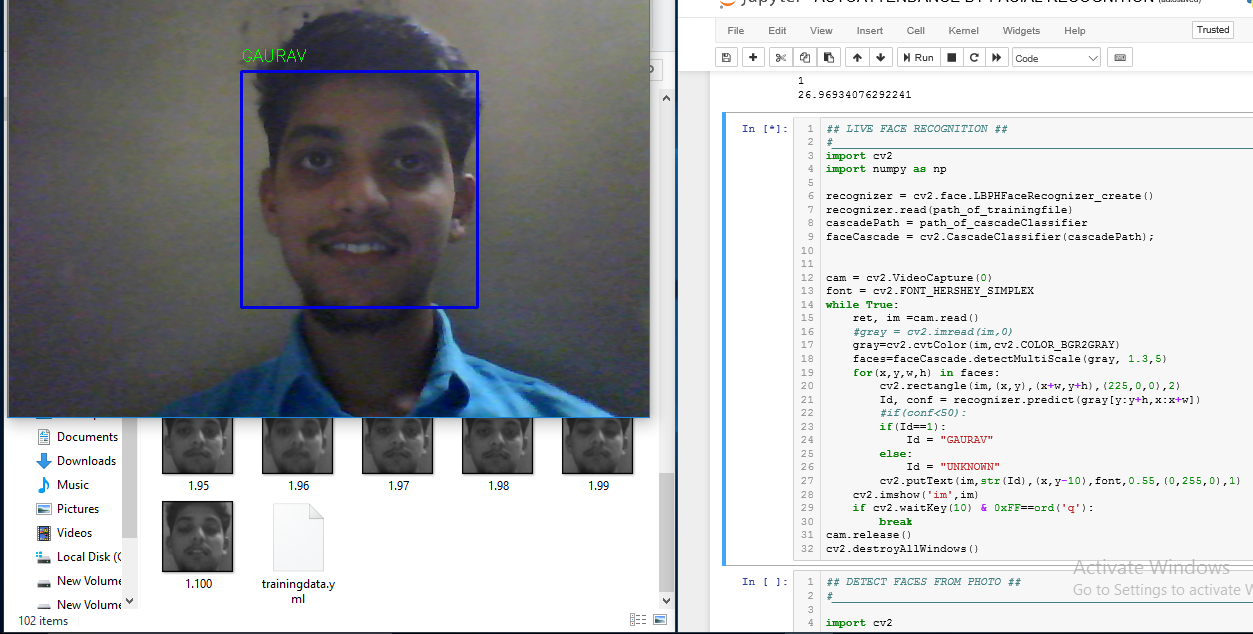 GAURAV
Documents
Downloads
Music
Pictures
Videos
Local Disk (C
New Volume
New Volume
1.95
1.96
1.97
1.98
1.99
1.100
trainingdata.y
ml
102 items
File Edit View Insert Cell Kernel Widgets Help
Trusted
Run
Code
1
26.96934076292241
In [*]:
1 ## LIVE FACE RECOGNITION ##
2 #
3 import cv2
4 import numpy as np
5
6 recognizer = cv2.face.LBPHFaceRecognizer_create()
7 recognizer.read(path_of_trainingfile)
8 cascadePath = path_of_cascadeClassifier
9 faceCascade = cv2.CascadeClassifier(cascadePath);
10
11
12 cam = cv2.VideoCapture(0)
13 font = cv2.FONT_HERSHEY_SIMPLEX
14 while True:
15     ret, im =cam.read()
16     #gray = cv2.imread(im,0)
17     gray=cv2.cvtColor(im,cv2.COLOR_BGR2GRAY)
18     faces=faceCascade.detectMultiScale(gray, 1.3,5)
19     for(x,y,w,h) in faces:
20         cv2.rectangle(im,(x,y),(x+w,y+h),(225,0,0),2)
21         Id, conf = recognizer.predict(gray[y:y+h,x:x+w])
22         #if(conf<50):
23         if(Id==1):
24             Id = "GAURAV"
25         else:
26             Id = "UNKNOWN"
27         cv2.putText(im,str(Id),(x,y-10),font,0.55,(0,255,0),1)
28     cv2.imshow('im',im)
29     if cv2.waitKey(10) & 0xFF==ord('q'):
30         break
31 cam.release()
32 cv2.destroyAllWindows()
Activate Windows
Go to Settings to activate W
In [ ]:
1 ## DETECT FACES FROM PHOTO ##
2 #
3
4 import cv2